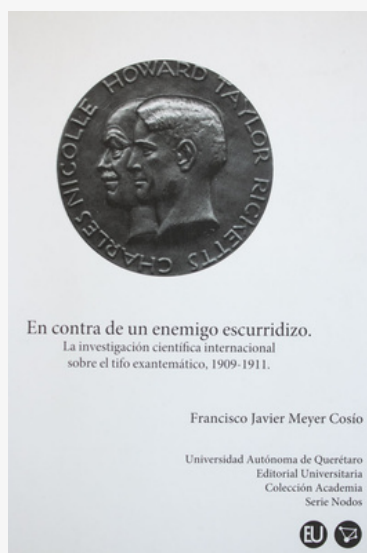 CHARLES NICOLLE HOWARD TAYLOR RICKETTS
En contra de un enemigo escurridizo.
La investigación científica internacional
sobre el tifo exantemático, 1909-1911.
Francisco Javier Meyer Cosío
Universidad Autónoma de Querétaro
Editorial Universitaria
Colección Academia
Serie Nodos
EU